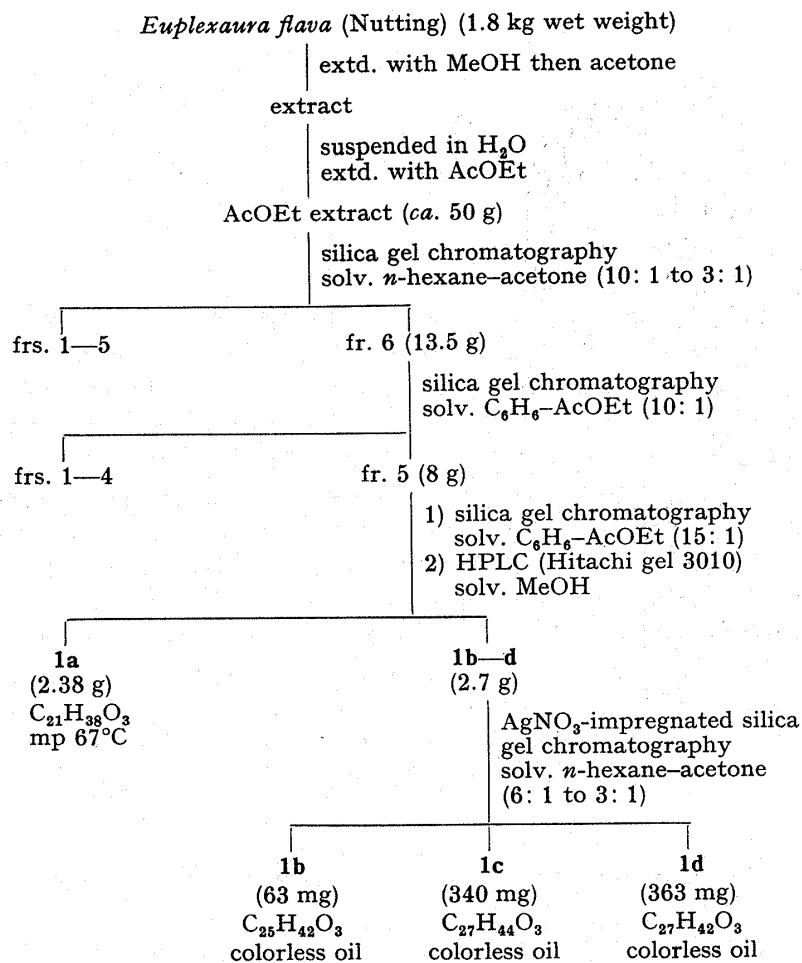 Euplexaura flava (Nutting) (1.8 kg wet weight)
extd. with MeOH then acetone
extract
suspended in H₂O
extd. with AcOEt
AcOEt extract (ca. 50 g)
silica gel chromatography
solv. n-hexane–acetone (10: 1 to 3: 1)
frs. 1—5
fr. 6 (13.5 g)
silica gel chromatography
solv. C₆H₆–AcOEt (10: 1)
frs. 1—4
fr. 5 (8 g)
1) silica gel chromatography
solv. C₆H₆–AcOEt (15: 1)
2) HPLC (Hitachi gel 3010)
solv. MeOH
1a
(2.38 g)
C₂₁H₃₈O₃
mp 67°C
1b—d
(2.7 g)
AgNO₃-impregnated silica
gel chromatography
solv. n-hexane–acetone
(6: 1 to 3: 1)
1b
(63 mg)
C₂₅H₄₂O₃
colorless oil
1c
(340 mg)
C₂₇H₄₄O₃
colorless oil
1d
(363 mg)
C₂₇H₄₂O₃
colorless oil